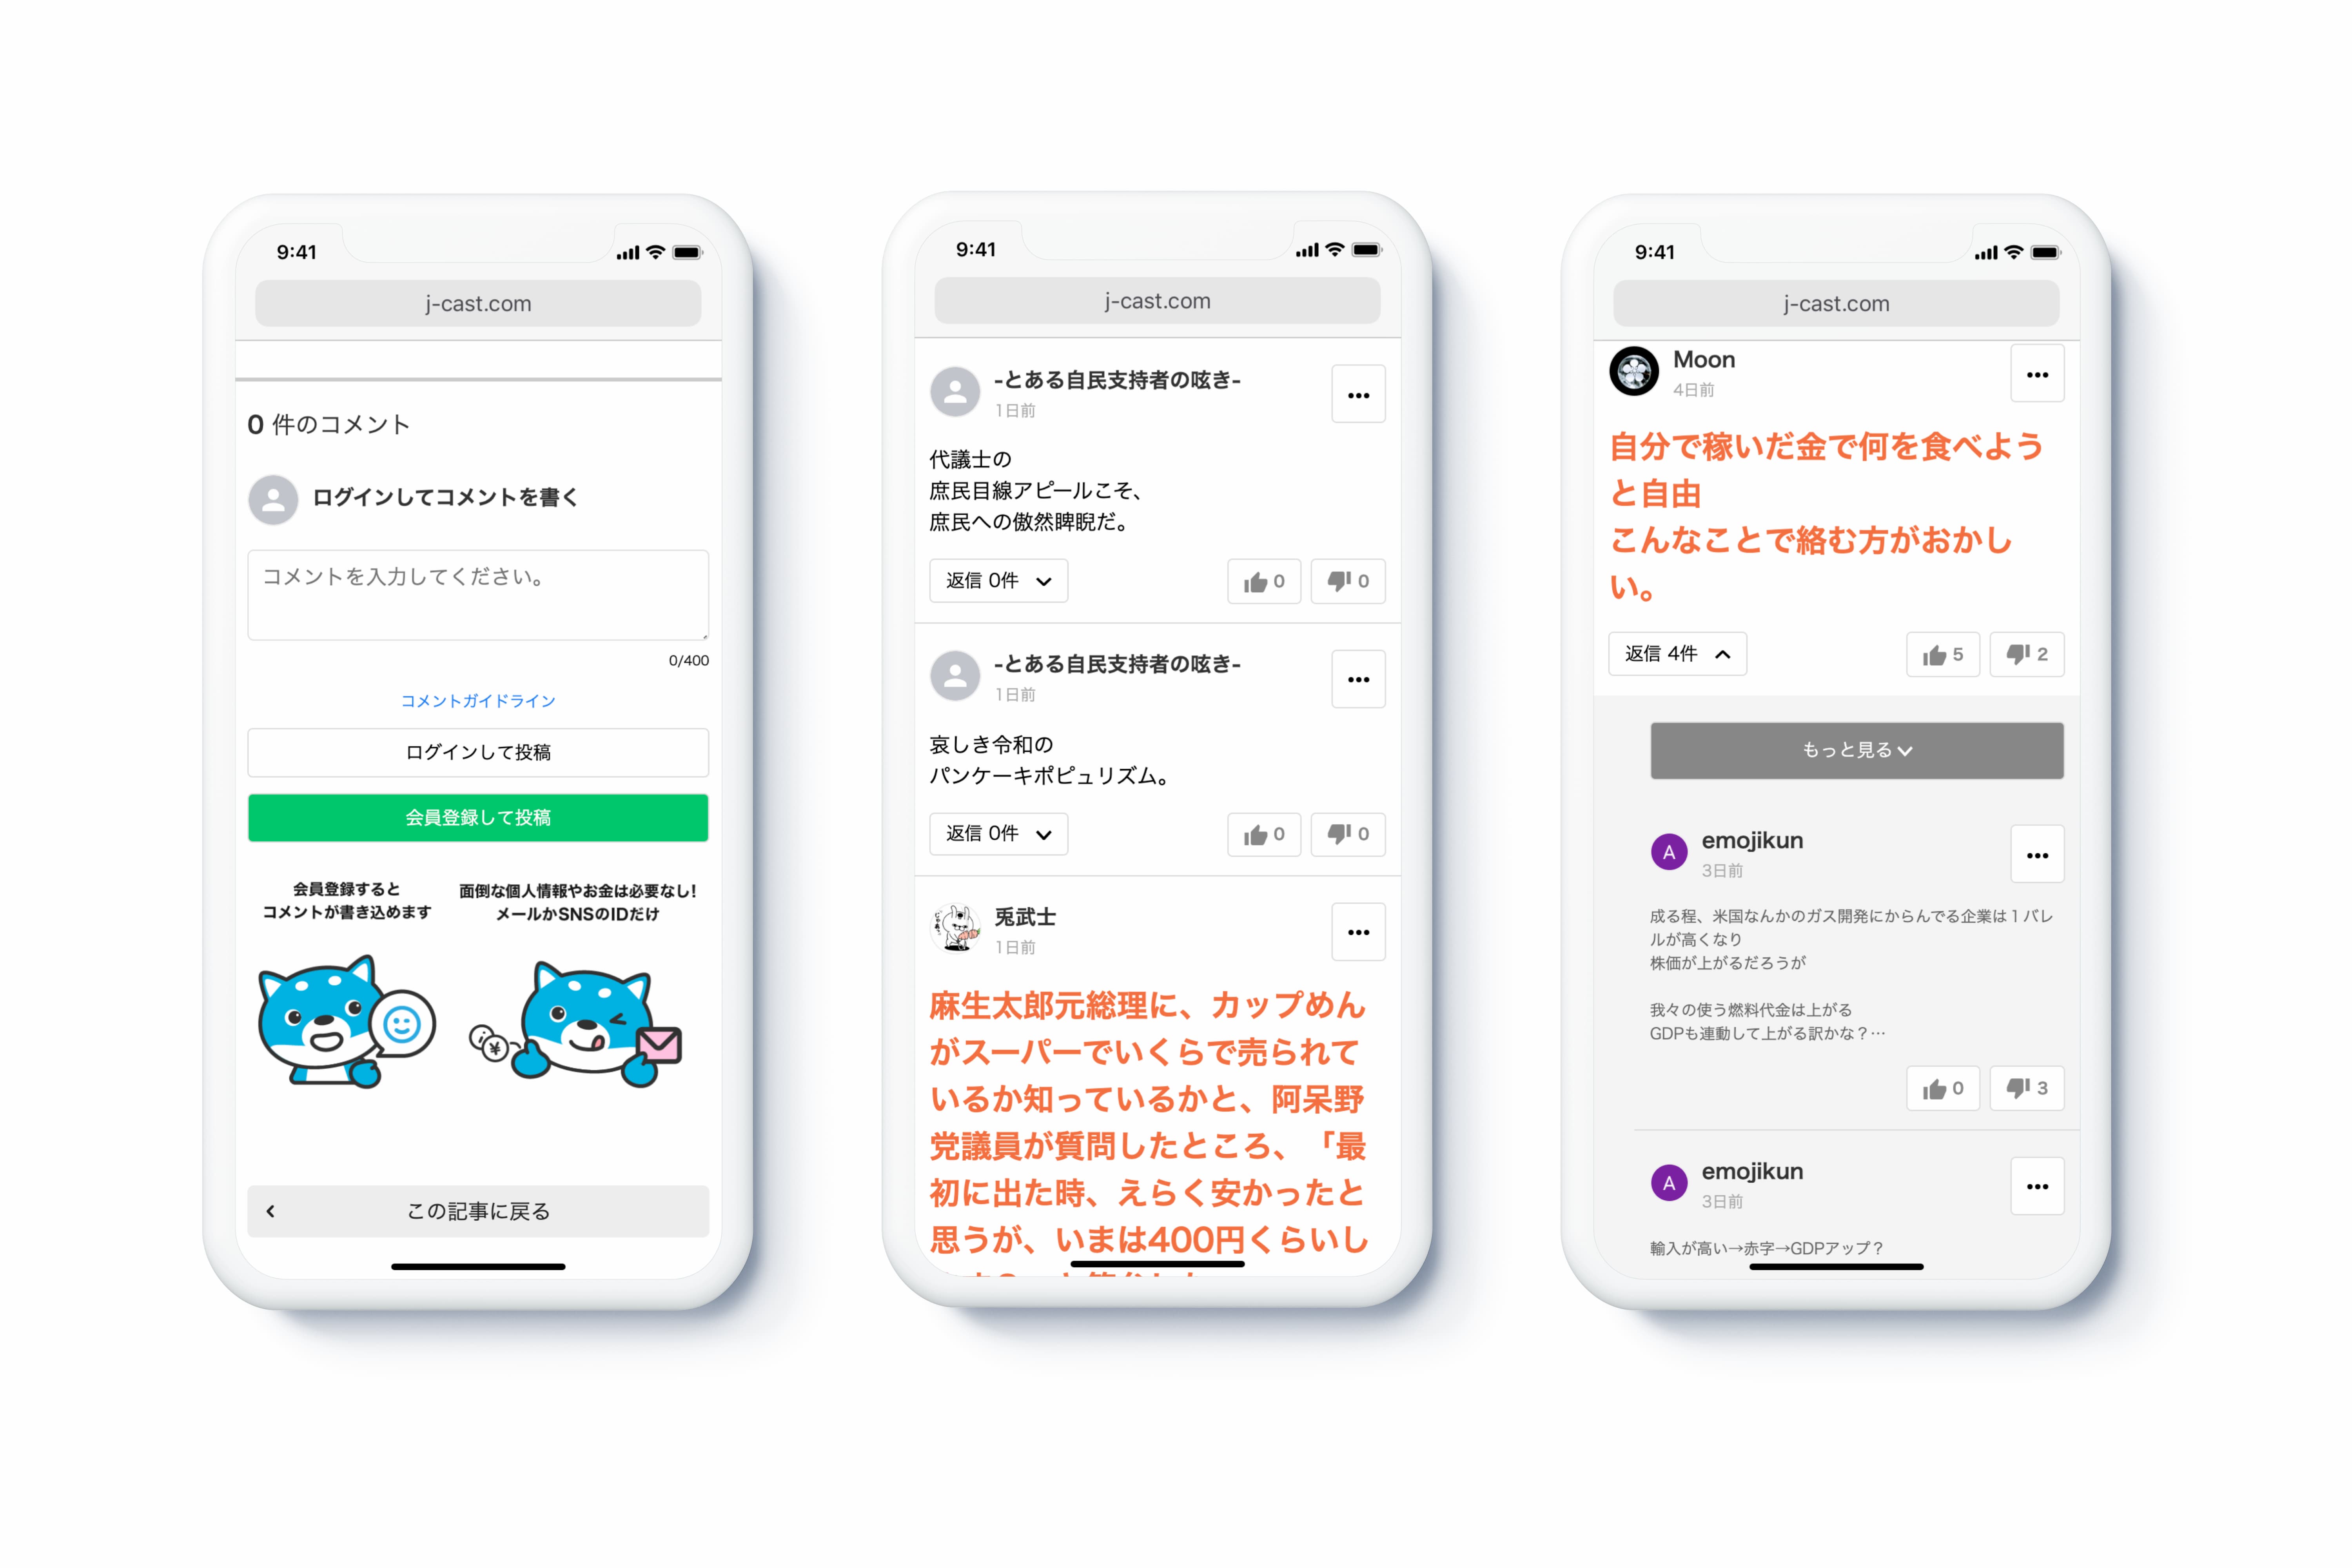 9:41
j-cast.com
0 件のコメント
ログインしてコメントを書く
コメントを入力してください。
0/400
コメントガイドライン
ログインして投稿
会員登録して投稿
会員登録すると
コメントが書き込めます
面倒な個人情報やお金は必要なし!
メールかSNSのIDだけ
¥
この記事に戻る
9:41
j-cast.com
-とある自民支持者の呟き-
1日前
代議士の
庶民目線アピールこそ、
庶民への傲然睥睨だ。
返信 0件
0
0
-とある自民支持者の呟き-
1日前
哀しき令和の
パンケーキポピュリズム。
返信 0件
0
0
兎武士
1日前
麻生太郎元総理に、カップめん
がスーパーでいくらで売られて
いるか知っているかと、阿呆野
党議員が質問したところ、「最
初に出た時、えらく安かったと
思うが、いまは400円くらいし
9:41
j-cast.com
Moon
4日前
自分で稼いだ金で何を食べよう
と自由
こんなことで絡む方がおかし
い。
返信 4件
5
2
もっと見る
A
emojikun
3日前
成る程、米国なんかのガス開発にからんでる企業は１バレ
ルが高くなり
株価が上がるだろうが
我々の使う燃料代金は上がる
GDPも連動して上がる訳かな？…
0
3
A
emojikun
3日前
輸入が高い→赤字→GDPアップ？